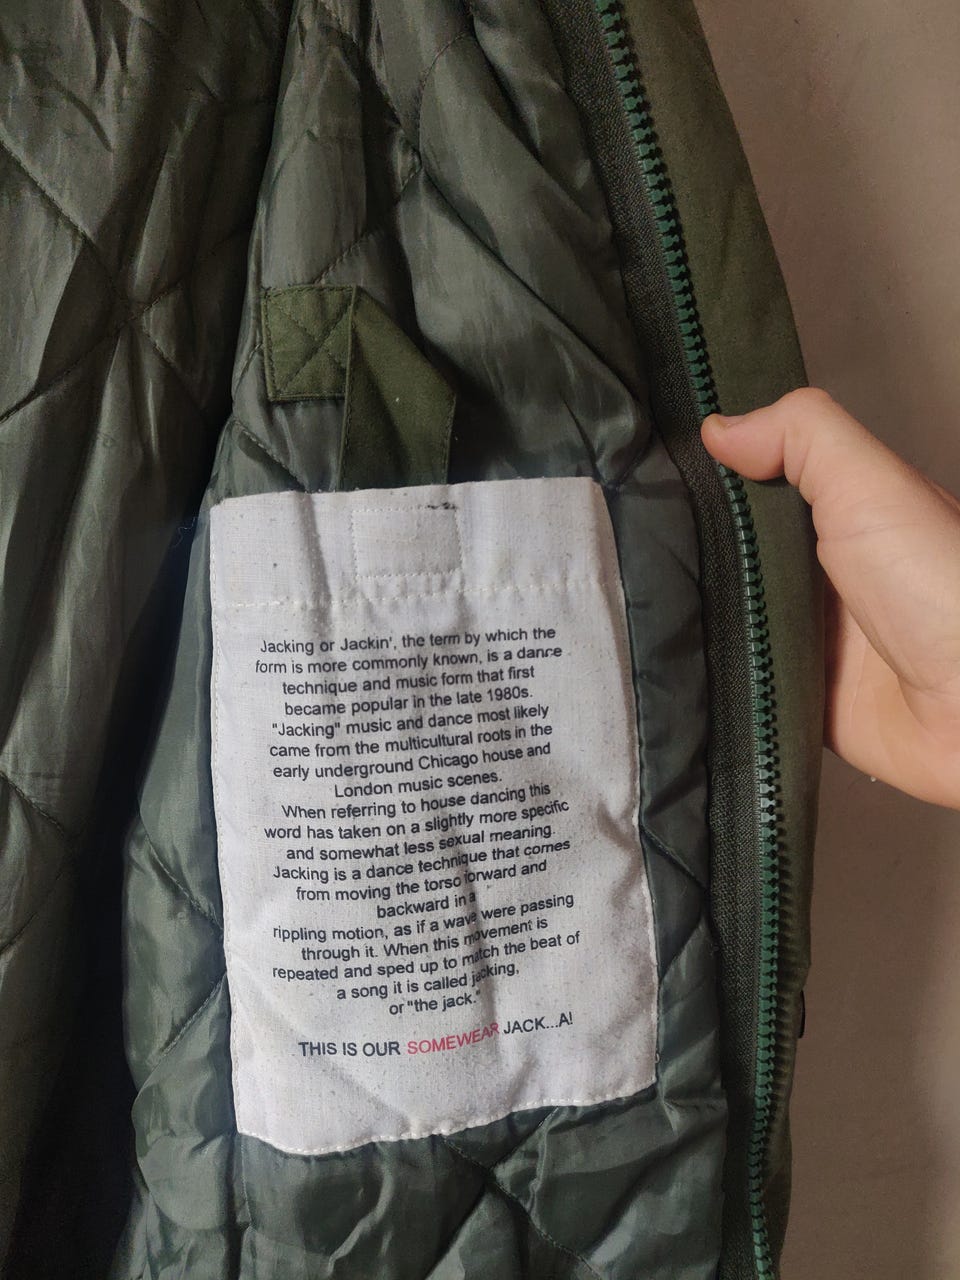 Jacking or Jackin', the term by which the
form is more commonly known, is a dance
technique and music form that first
became popular in the late 1980s.
"Jacking" music and dance most likely
came from the multicultural roots in the
early underground Chicago house and
London music scenes.
When referring to house dancing this
word has taken on a slightly more specific
and somewhat less sexual meaning.
Jacking is a dance technique that comes
from moving the torso forward and
backward in a
rippling motion, as if a wave were passing
through it. When this movement is
repeated and sped up to match the beat of
a song it is called jacking,
or "the jack."
THIS IS OUR SOMEWEAR JACK...A!